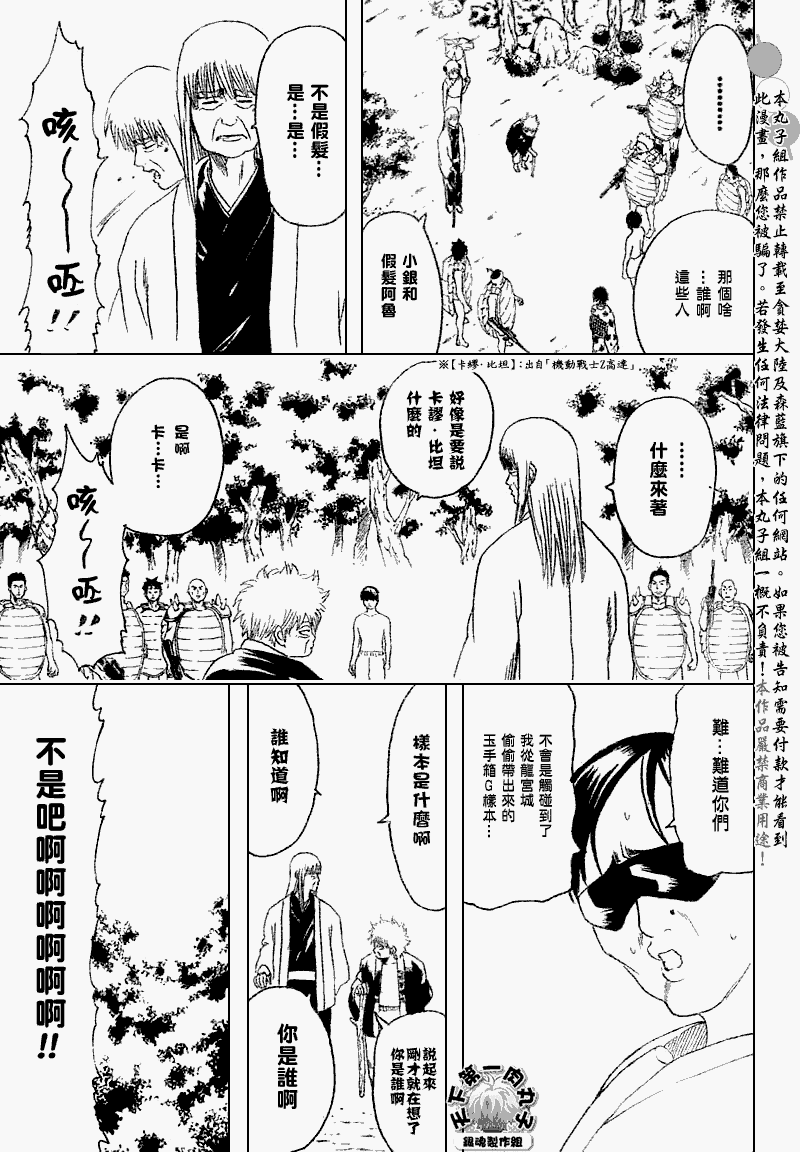 ………
那個啥
…誰啊
這些人
小銀和
假髮阿魯
不是假髮…
是…是…
咳～～～呸!!
※【卡繆·比坦】:出自「機動戰士Z高達」
……
什麼來著
好像是要說
卡謬·比坦
什麼的
是啊
卡…卡…
咳～～呸!!
難…難道你們
不會是觸碰到了
我從龍宮城
偷偷帶出來的
玉手箱G樣本…
樣本是什麼啊
誰知道啊
說起來
剛才就在想了
你是誰啊
你是誰啊
不是吧啊啊啊啊啊啊!!
本丸子組作品禁止轉載至貪婪大陸及森藍旗下的任何網站。如果您被告知需要付款才能看到
此漫畫，那麼您被騙了。若發生任何法律問題，本丸子組一概不負責！本作品嚴禁商業用途！
天下第一肉丸子
銀魂製作組